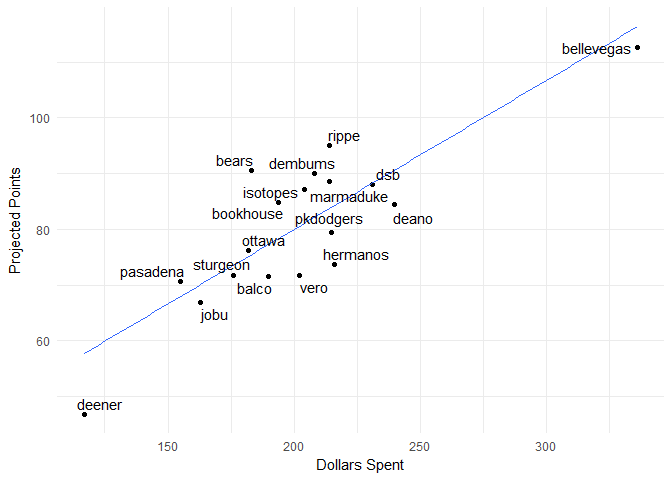 bellevegas
100
rippe
bears
dembums
dsb
isotopes
marmaduke
bookhouse
pkdodgers
deano
80
ottawa
hermanos
sturgeon
pasadena
balco
vero
jobu
60
deener
150
200
250
300
Dollars Spent
Projected Points